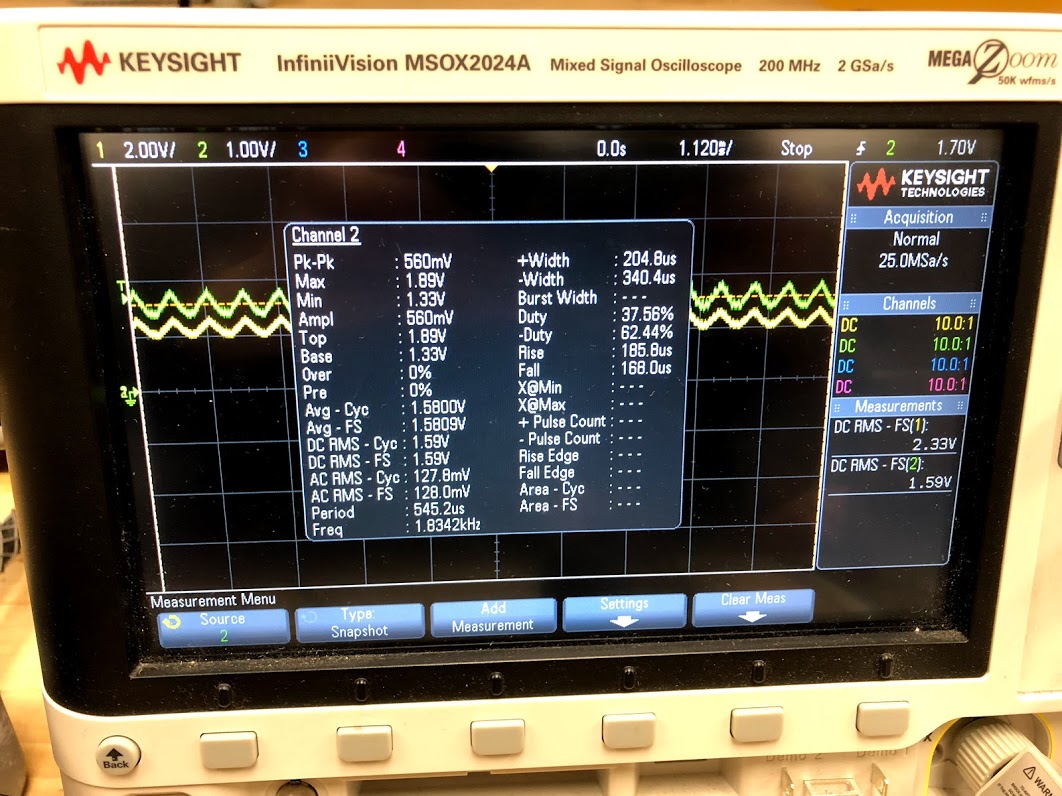 KEYSIGHT InfiniiVision MSOX2024A Mixed Signal Oscilloscope 200 MHz 2 GSa/s MEGA Zoom
50K wfms/s
1 2.00V/ 2 1.00V/ 3 4 0.0s 1.120ms/ Stop 2 1.70V
KEYSIGHT
TECHNOLOGIES
Acquisition
Normal
25.0MSa/s
Channels
DC 10.0:1
DC 10.0:1
DC 10.0:1
DC 10.0:1
Measurements
DC RMS - FS(1):
2.33V
DC RMS - FS(2):
1.59V
Channel 2
Pk-Pk : 560mV
Max : 1.89V
Min : 1.33V
Ampl : 560mV
Top : 1.89V
Base : 1.33V
Over : 0%
Pre : 0%
Avg - Cyc : 1.5800V
Avg - FS : 1.5809V
DC RMS - Cyc : 1.59V
DC RMS - FS : 1.59V
AC RMS - Cyc : 127.8mV
AC RMS - FS : 128.0mV
Period : 545.2us
Freq : 1.8342kHz
+Width : 204.8us
-Width : 340.4us
Burst Width : ---
Duty : 37.56%
-Duty : 62.44%
Rise : 185.8us
Fall : 168.0us
X@Min : ---
X@Max : ---
+ Pulse Count : ---
- Pulse Count : ---
Rise Edge : ---
Fall Edge : ---
Area - Cyc : ---
Area - FS : ---
Measurement Menu
Source
2
Type:
Snapshot
Add
Measurement
Settings
Clear Meas
Back
Demo 2
Demo 1